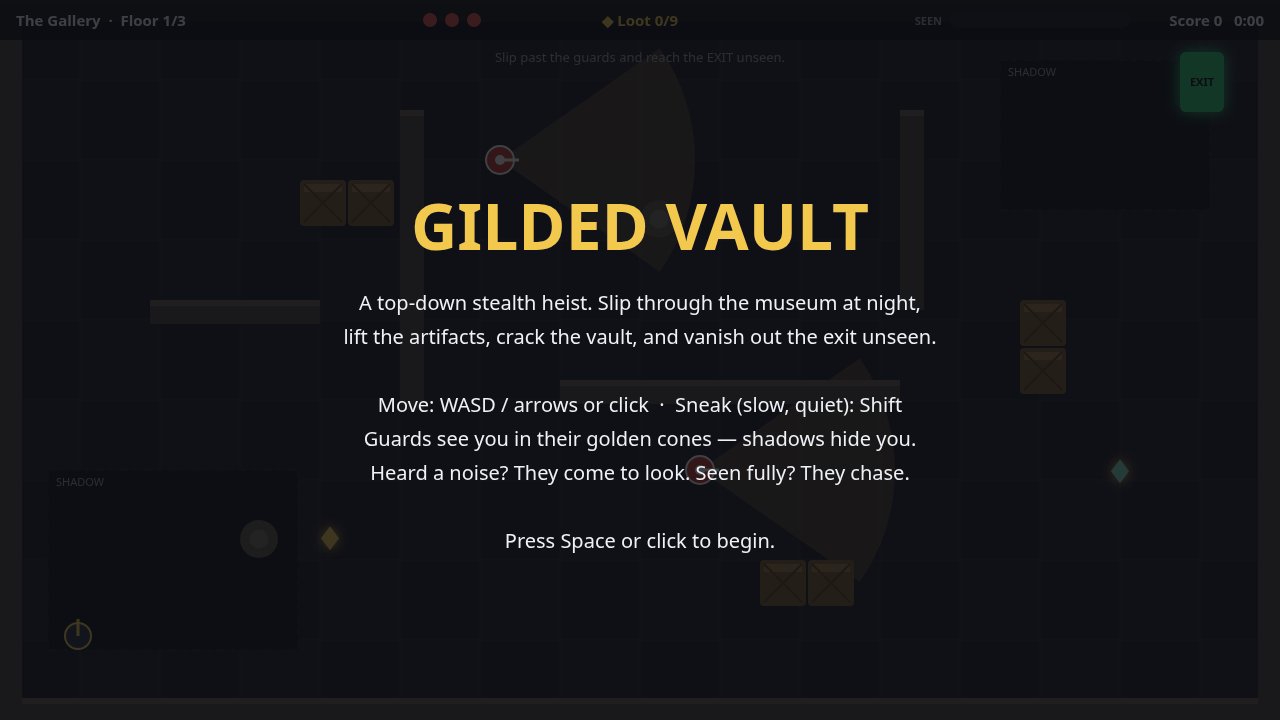 The Gallery · Floor 1/3
◆ Loot 0/9
SEEN
Score 0 0:00
Slip past the guards and reach the EXIT unseen.
SHADOW
EXIT
GILDED VAULT
A top-down stealth heist. Slip through the museum at night,
lift the artifacts, crack the vault, and vanish out the exit unseen.
Move: WASD / arrows or click · Sneak (slow, quiet): Shift
Guards see you in their golden cones — shadows hide you.
Heard a noise? They come to look. Seen fully? They chase.
SHADOW
Press Space or click to begin.